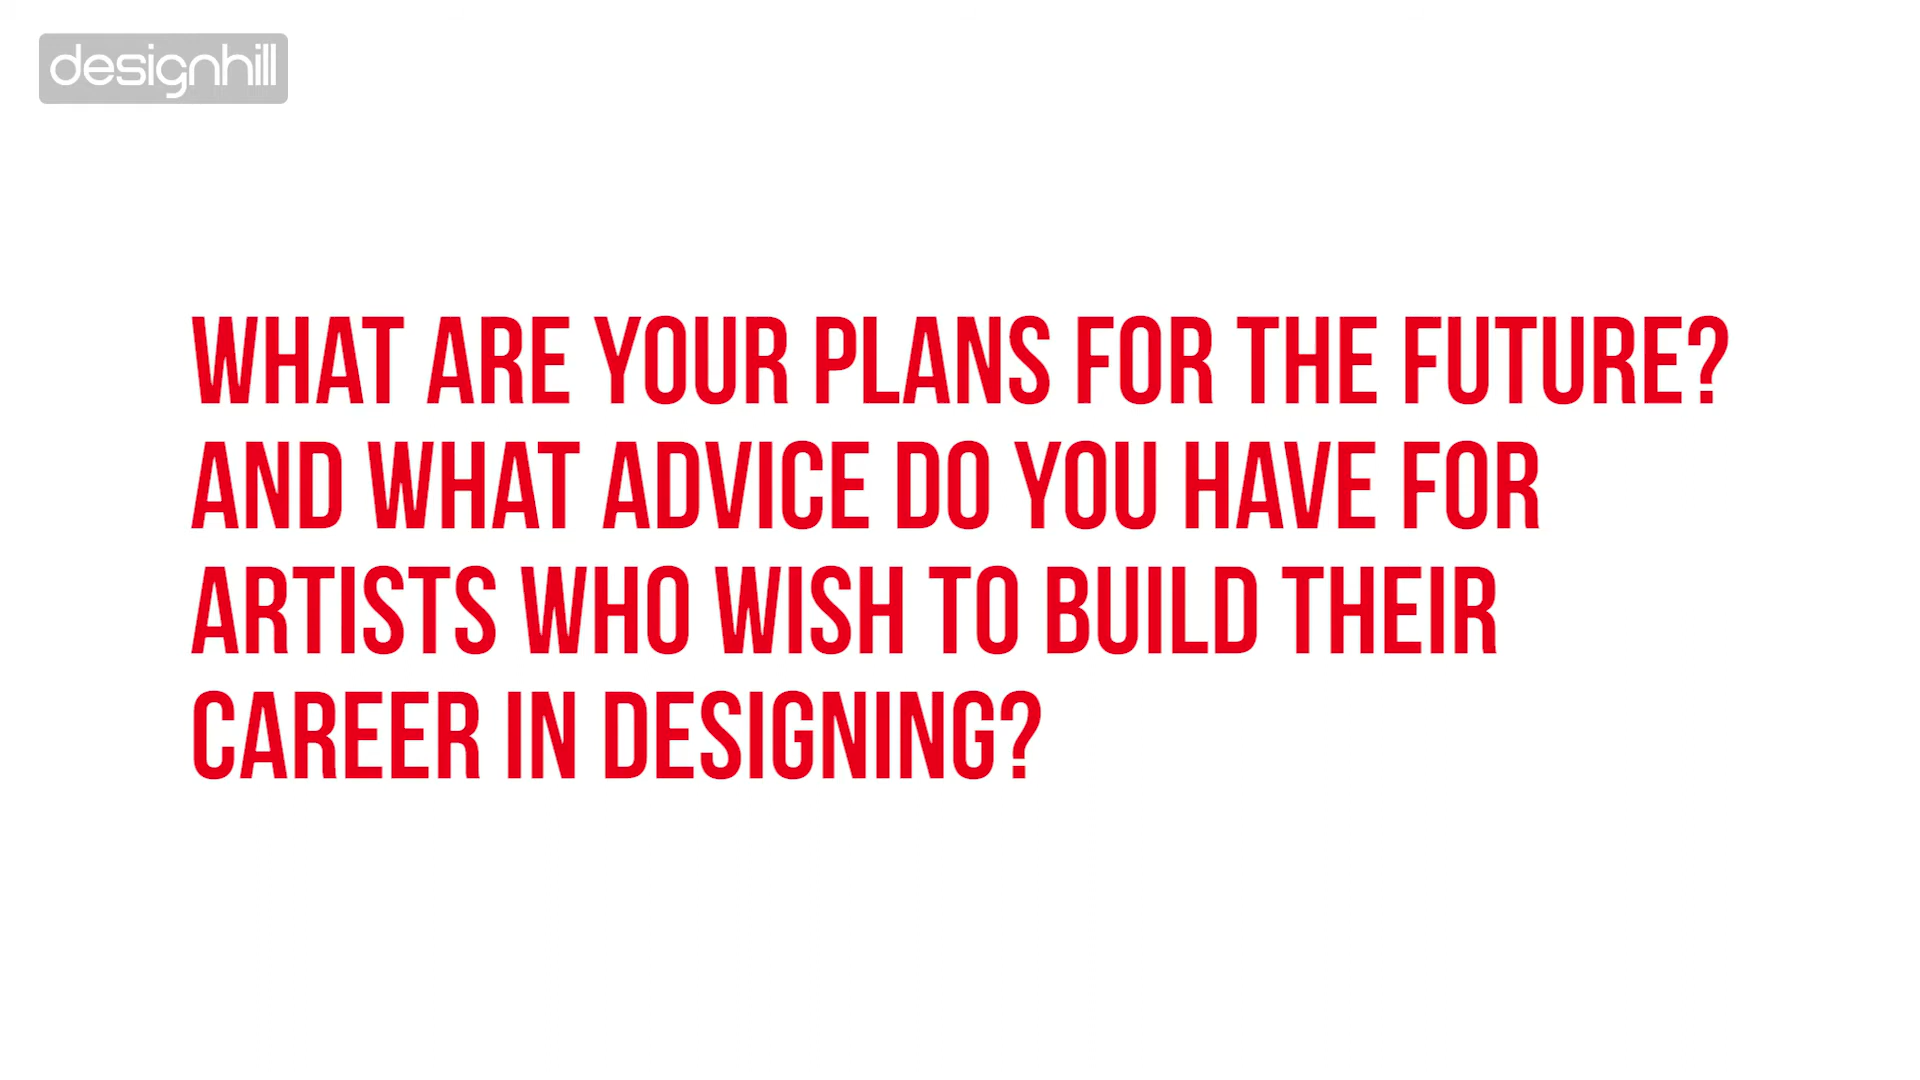 designhill
WHAT ARE YOUR PLANS FOR THE FUTURE?
AND WHAT ADVICE DO YOU HAVE FOR
ARTISTS WHO WISH TO BUILD THEIR
CAREER IN DESIGNING?